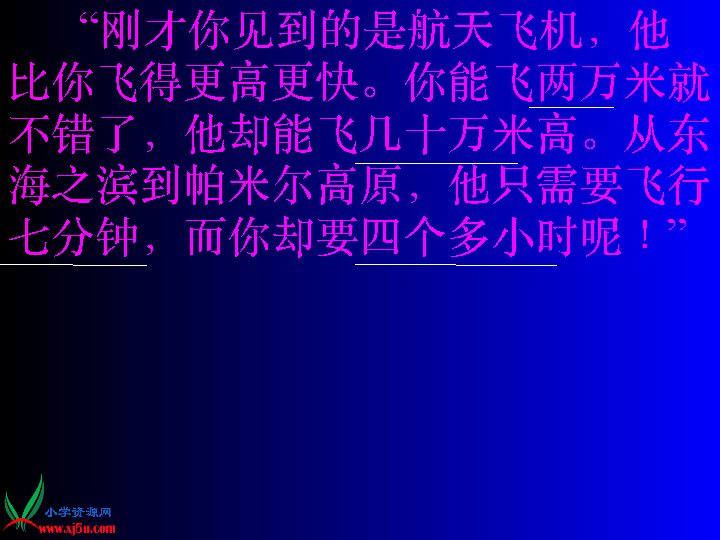 “刚才你见到的是航天飞机，他
比你飞得更高更快。你能飞两万米就
不错了，他却能飞几十万米高。从东
海之滨到帕米尔高原，他只需要飞行
七分钟，而你却要四个多小时呢！”
小学资源网
www.xj5u.com